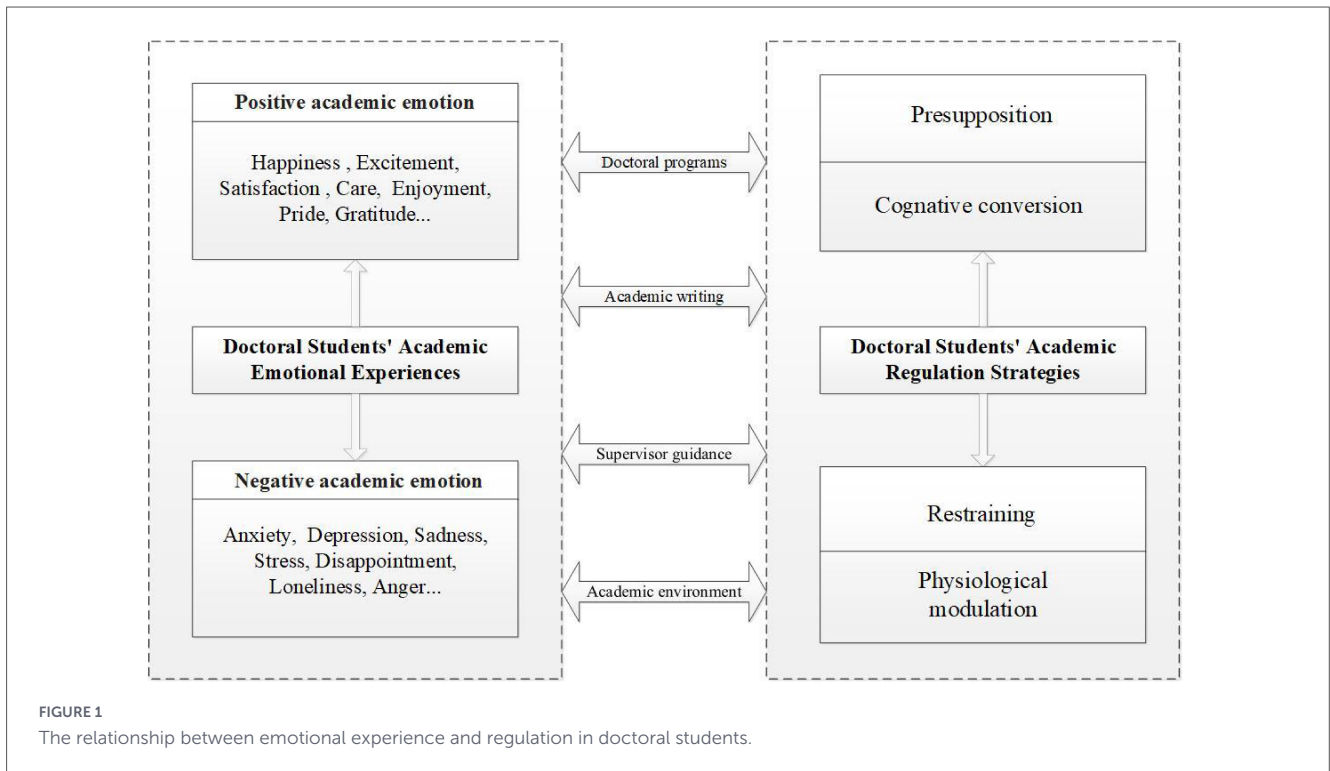 Positive academic emotion
Happiness , Excitement,
Satisfaction , Care, Enjoyment,
Pride, Gratitude...
Doctoral Students' Academic
Emotional Experiences
Negative academic emotion
Anxiety, Depression, Sadness,
Stress, Disappointment,
Loneliness, Anger...
Doctoral programs
Academic writing
Supervisor guidance
Academic environment
Presupposition
Cognative conversion
Doctoral Students' Academic
Regulation Strategies
Restraining
Physiological
modulation
FIGURE 1
The relationship between emotional experience and regulation in doctoral students.